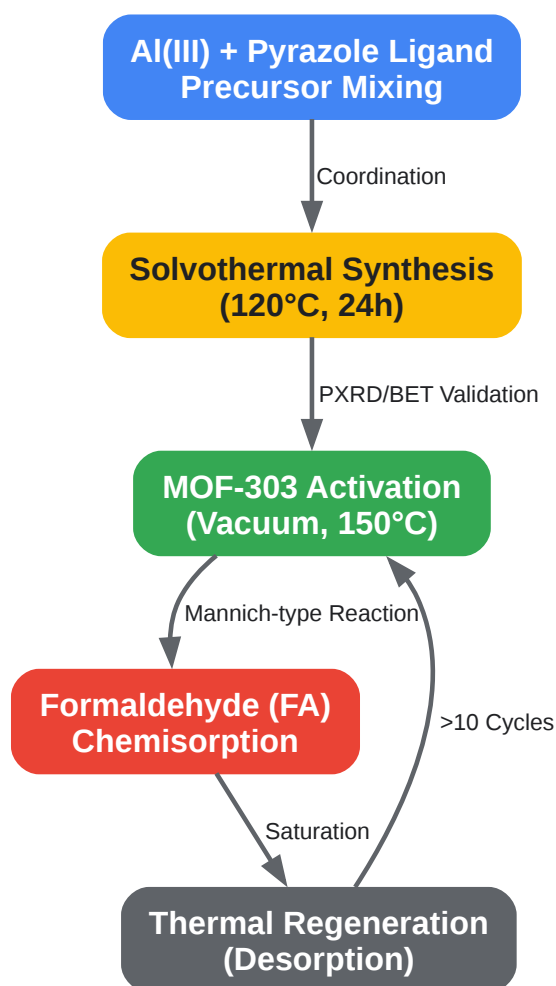 Al(III) + Pyrazole Ligand
Precursor Mixing
Coordination
Solvothermal Synthesis
(120°C, 24h)
PXRD/BET Validation
MOF-303 Activation
(Vacuum, 150°C)
Mannich-type Reaction
Formaldehyde (FA)
Chemisorption
>10 Cycles
Saturation
Thermal Regeneration
(Desorption)